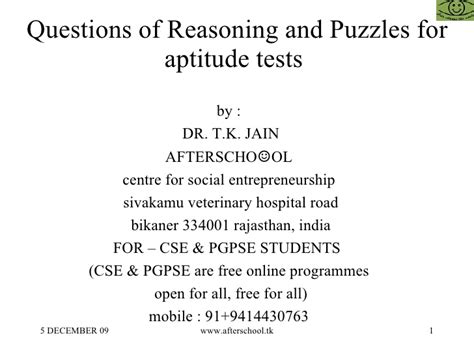 Questions of Reasoning and Puzzles for
aptitude tests
by :
DR. T.K. JAIN
AFTERSCHO☺OL
centre for social entrepreneurship
sivakamu veterinary hospital road
bikaner 334001 rajasthan, india
FOR – CSE & PGPSE STUDENTS
(CSE & PGPSE are free online programmes
open for all, free for all)
mobile : 91+9414430763
5 DECEMBER 09 www.afterschool.tk 1